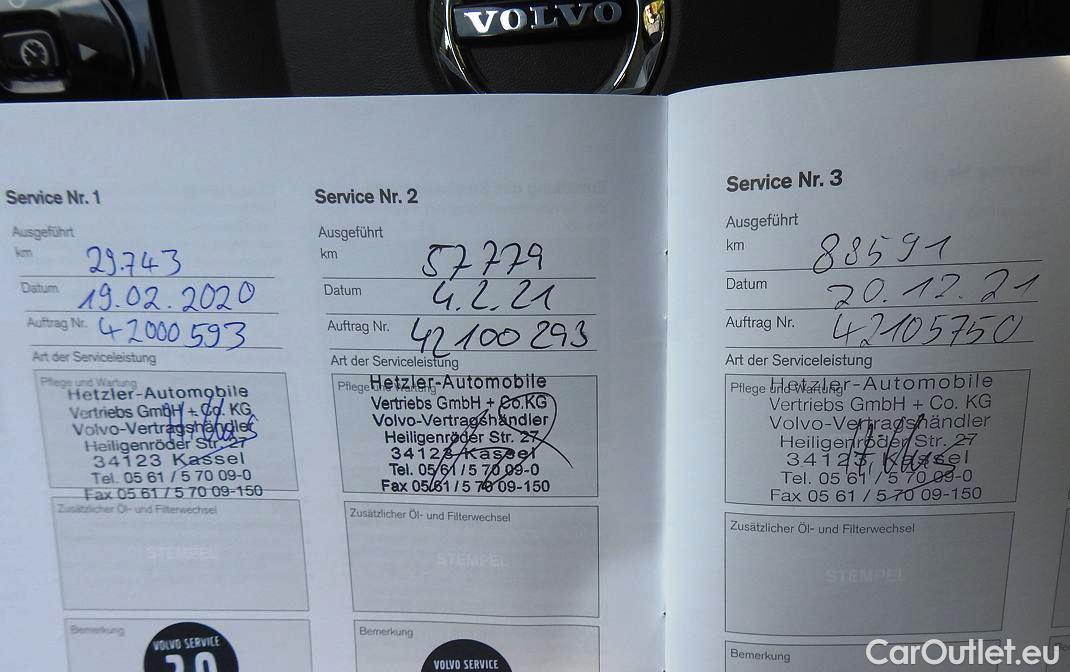 VOLVO
Service Nr. 1
Ausgeführt
km 29.743
Datum 19.02.2020
Auftrag Nr. 42000593
Art der Serviceleistung
Pflege und Wartung
Hetzler-Automobile
Vertriebs GmbH + Co. KG
Volvo-Vertragshändler
Heiligenröder Str. 27
34123 Kassel
Tel. 05 61 / 5 70 09-0
Fax 05 61 / 5 70 09-150
Zusätzlicher Öl- und Filterwechsel
STEMPEL
Bemerkung
VOLVO SERVICE
2.0
Service Nr. 2
Ausgeführt
km 57779
Datum 4.2.21
Auftrag Nr. 42100293
Art der Serviceleistung
Pflege und Wartung
Hetzler-Automobile
Vertriebs GmbH + Co. KG
Volvo-Vertragshändler
Heiligenröder Str. 27
34123 Kassel
Tel. 05 61 / 5 70 09-0
Fax 05 61 / 5 70 09-150
Zusätzlicher Öl- und Filterwechsel
STEMPEL
Bemerkung
VOLVO SERVICE
Service Nr. 3
Ausgeführt
km 88591
Datum 20.12.21
Auftrag Nr. 42105750
Art der Serviceleistung
Pflege und Wartung
Hetzler-Automobile
Vertriebs GmbH + Co. KG
Volvo-Vertragshändler
Heiligenröder Str. 27
34123 Kassel
Tel. 05 61 / 5 70 09-0
Fax 05 61 / 5 70 09-150
Zusätzlicher Öl- und Filterwechsel
STEMPEL
Bemerkung
CarOutlet.eu